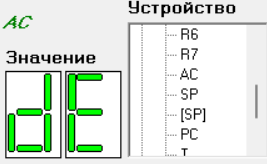 AC
Значение
dE
Устройство
R6
R7
AC
SP
[SP]
PC
T